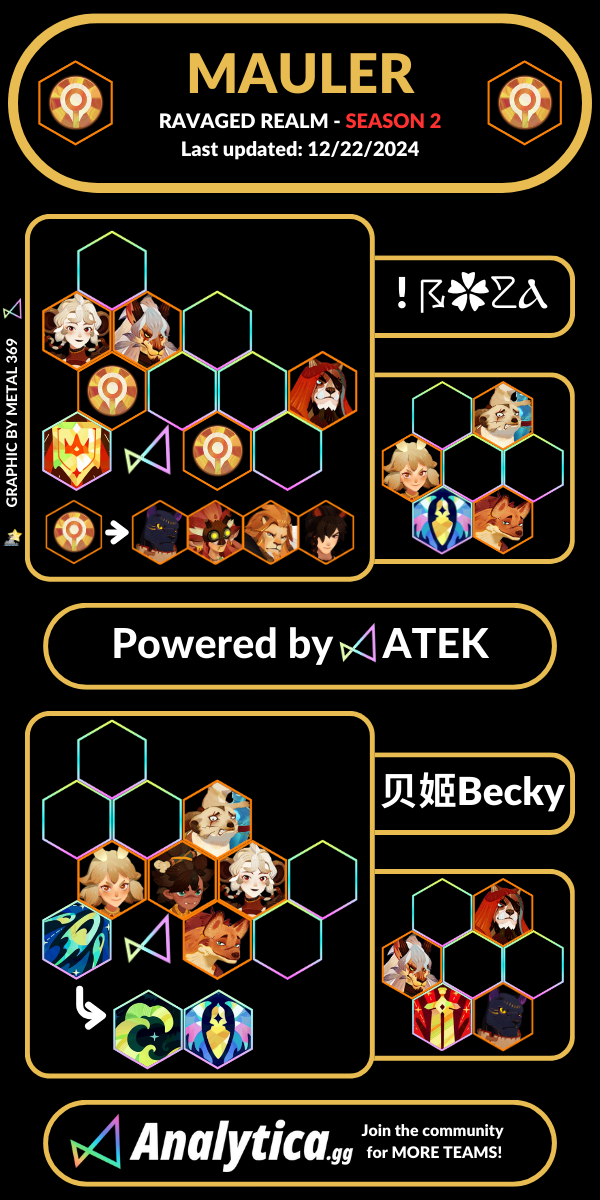 MAULER
RAVAGED REALM - SEASON 2
Last updated: 12/22/2024
GRAPHIC BY METAL 369
Powered by ATEK
贝姬Becky
Analytica.gg
Join the community
for MORE TEAMS!